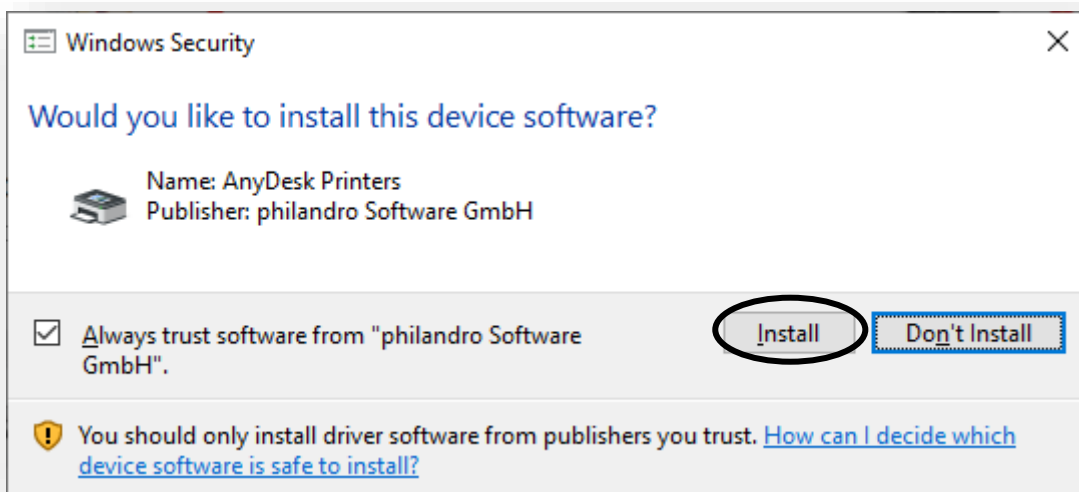 Windows Security
Would you like to install this device software?
Name: AnyDesk Printers
Publisher: philandro Software GmbH
Always trust software from "philandro Software
GmbH".
Install
Don't Install
You should only install driver software from publishers you trust. How can I decide which
device software is safe to install?